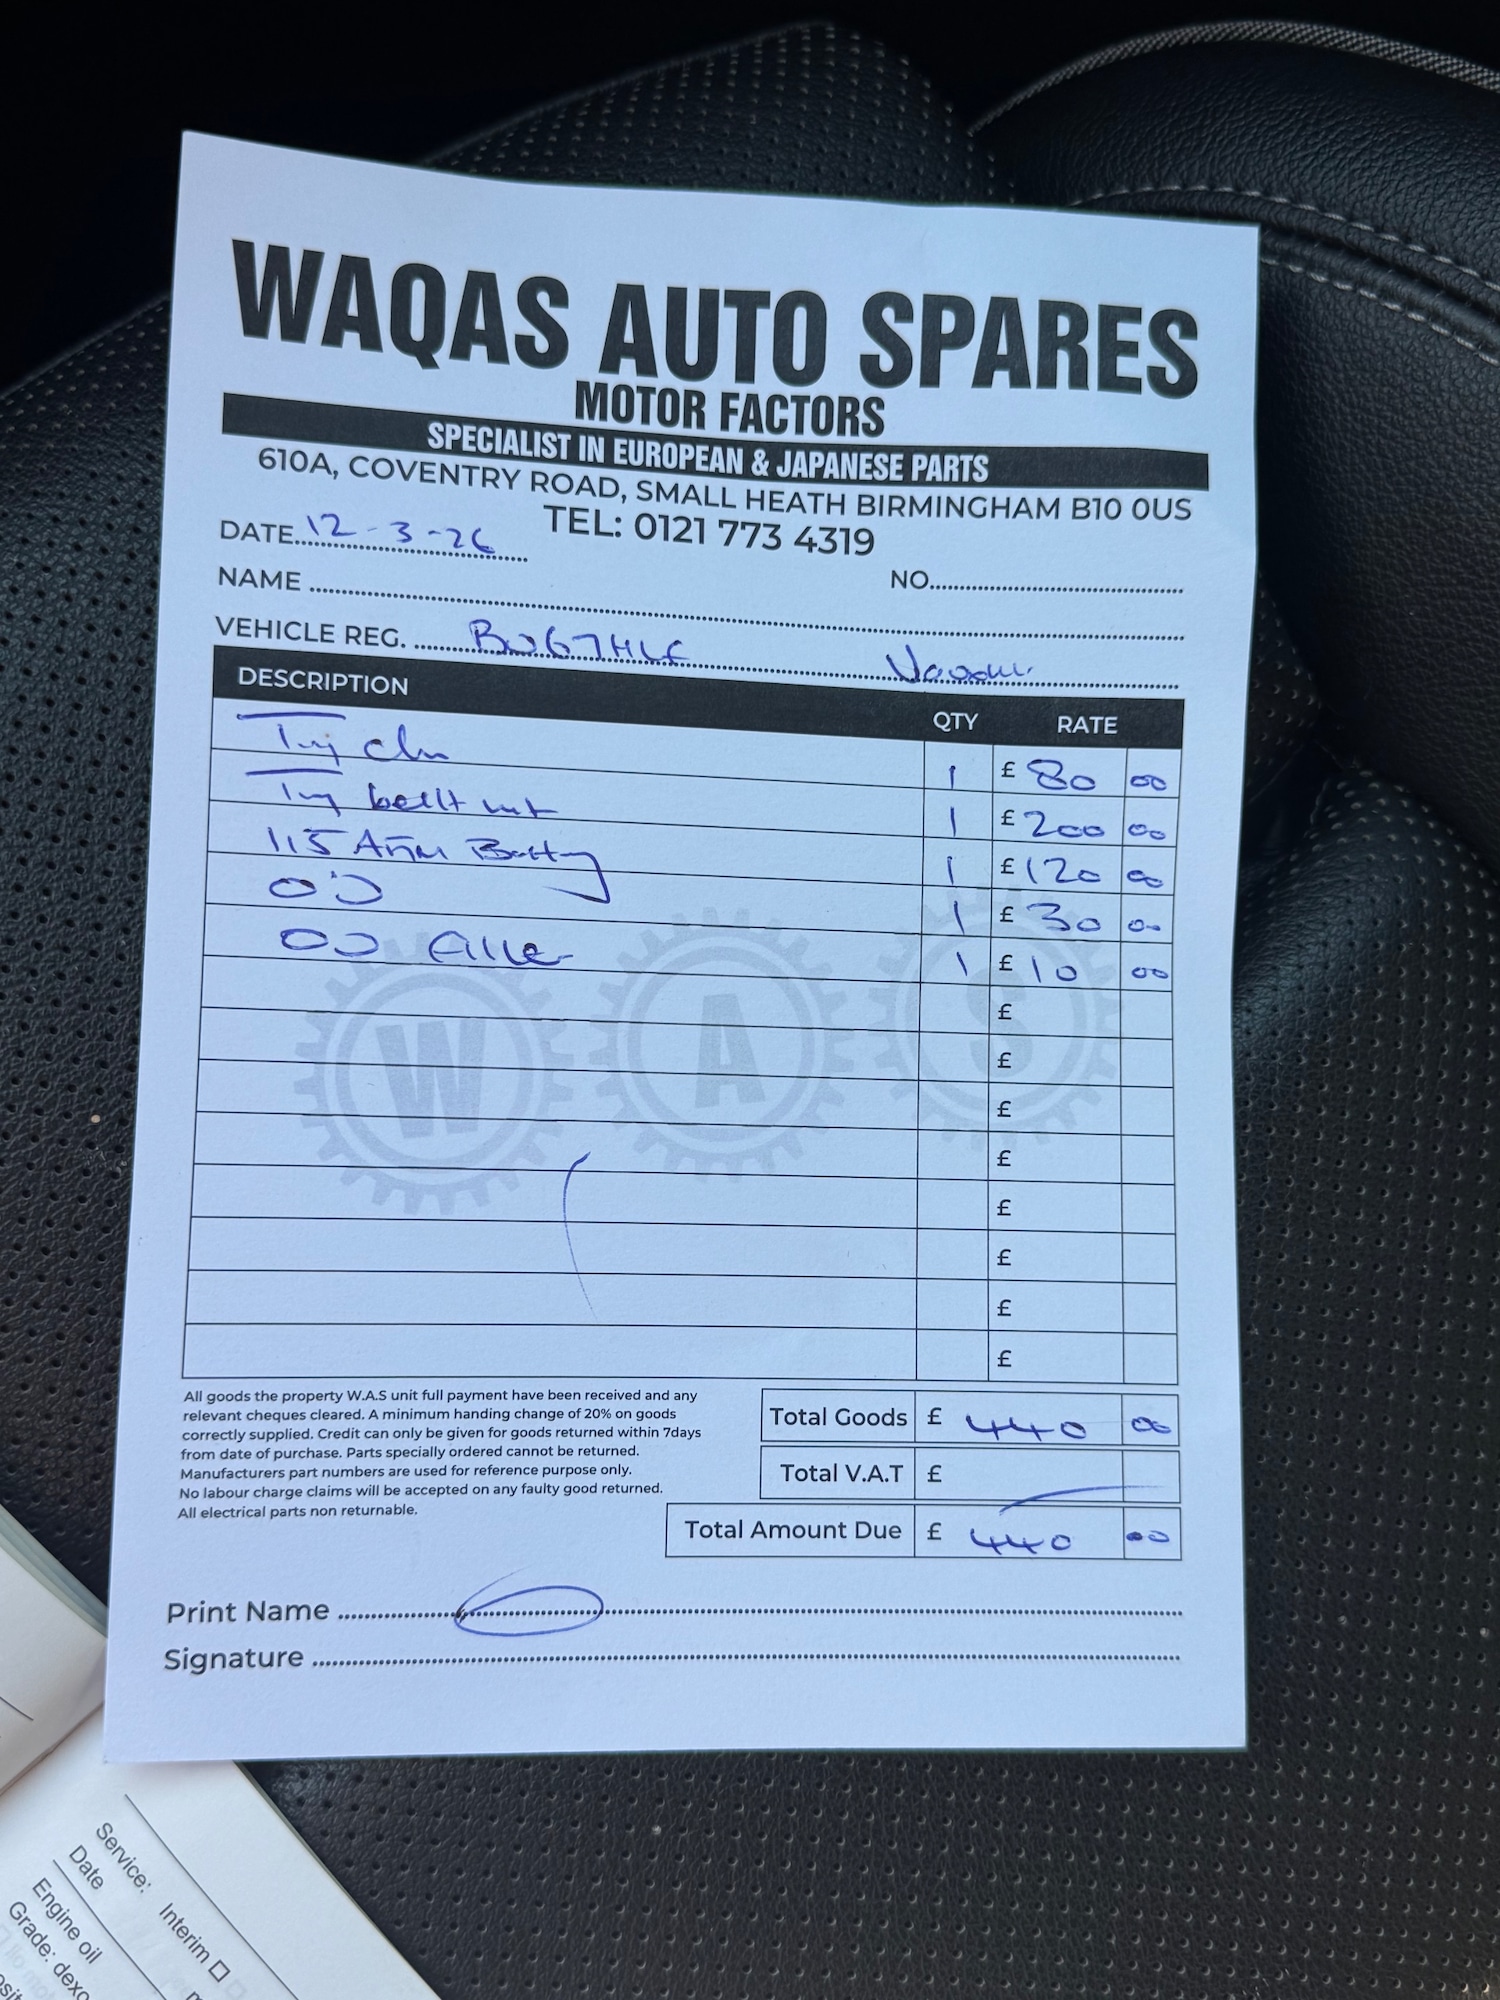 WAQAS AUTO SPARES
MOTOR FACTORS
SPECIALIST IN EUROPEAN & JAPANESE PARTS
610A, COVENTRY ROAD, SMALL HEATH BIRMINGHAM B10 0US
TEL: 0121 773 4319
DATE 12-3-26
NAME
NO.
VEHICLE REG. BW67HLF
DESCRIPTION QTY RATE
1 £ 80 00
1 £ 200 00
115 Battery 1 £ 120 00
Oil 1 £ 30 00
Oil Filter 1 £ 10 00
£
£
£
£
£
£
£
£
W A S
All goods the property W.A.S unit full payment have been received and any
relevant cheques cleared. A minimum handing change of 20% on goods
correctly supplied. Credit can only be given for goods returned within 7days
from date of purchase. Parts specially ordered cannot be returned.
Manufacturers part numbers are used for reference purpose only.
No labour charge claims will be accepted on any faulty good returned.
All electrical parts non returnable.
Total Goods £ 440 00
Total V.A.T £
Total Amount Due £ 440 00
Print Name
Signature
Service: Interim
Date
Engine oil
Grade: dexo